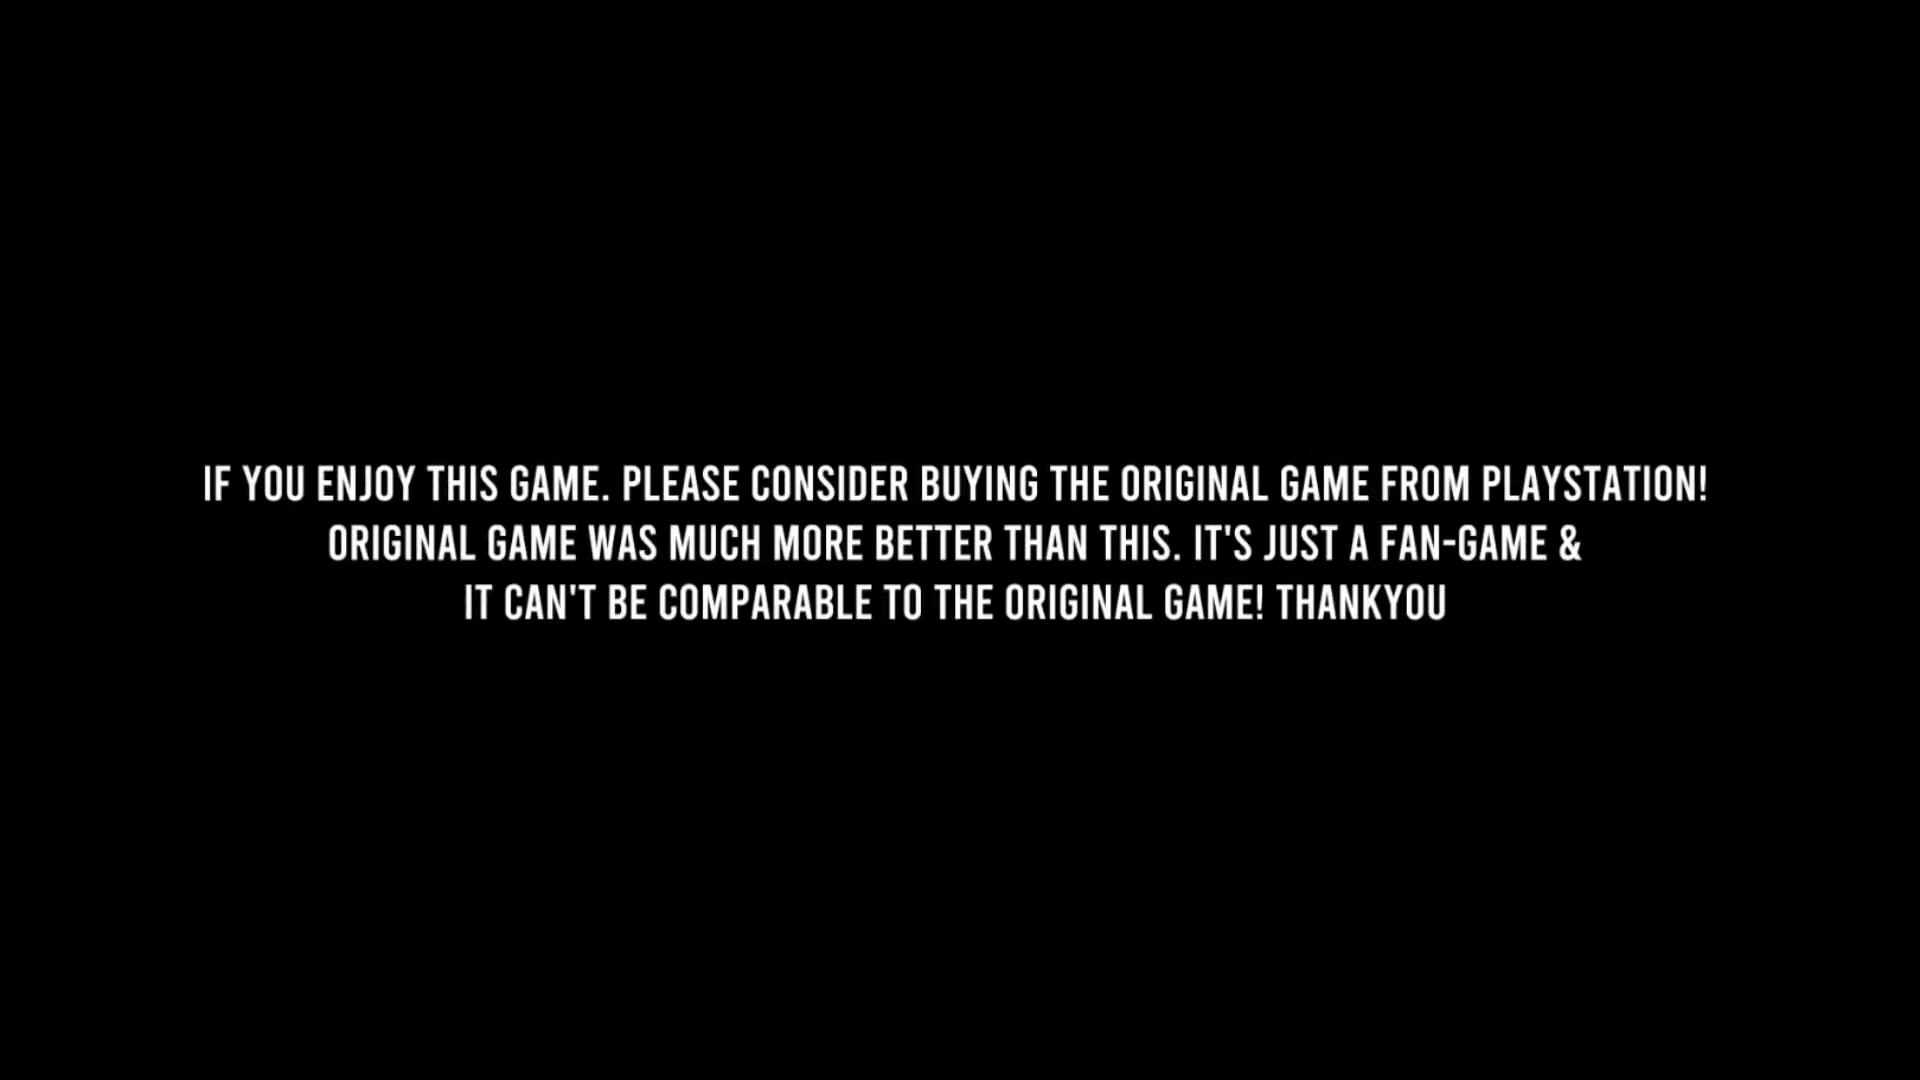 IF YOU ENJOY THIS GAME. PLEASE CONSIDER BUYING THE ORIGINAL GAME FROM PLAYSTATION!
ORIGINAL GAME WAS MUCH MORE BETTER THAN THIS. IT'S JUST A FAN-GAME &
IT CAN'T BE COMPARABLE TO THE ORIGINAL GAME! THANKYOU